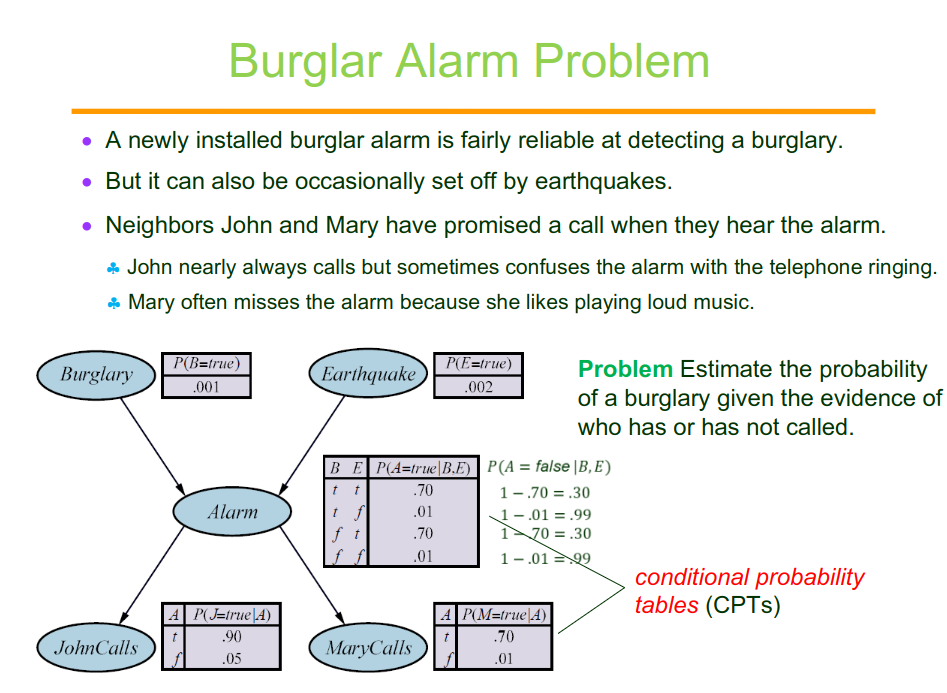 Burglar Alarm Problem
• A newly installed burglar alarm is fairly reliable at detecting a burglary.
• But it can also be occasionally set off by earthquakes.
• Neighbors John and Mary have promised a call when they hear the alarm.
♣ John nearly always calls but sometimes confuses the alarm with the telephone ringing.
♣ Mary often misses the alarm because she likes playing loud music.
Burglary
P(B=true)
.001
Earthquake
P(E=true)
.002
Problem Estimate the probability
of a burglary given the evidence of
who has or has not called.
Alarm
B E P(A=true|B,E)
t t .70
t f .01
f t .70
f f .01
P(A = false |B, E)
1 − .70 = .30
1 − .01 = .99
1 − .70 = .30
1 − .01 = .99
conditional probability
tables (CPTs)
JohnCalls
A P(J=true|A)
t .90
f .05
MaryCalls
A P(M=true|A)
t .70
f .01